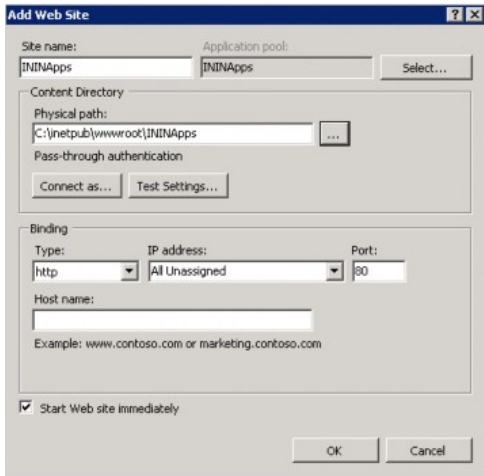 Add Web Site
Site name: Application pool:
ININApps ININApps Select...
Content Directory
Physical path:
C:\inetpub\wwwroot\ININApps ...
Pass-through authentication
Connect as... Test Settings...
Binding
Type: IP address: Port:
http All Unassigned 80
Host name:
Example: www.contoso.com or marketing.contoso.com
Start Web site immediately
OK Cancel